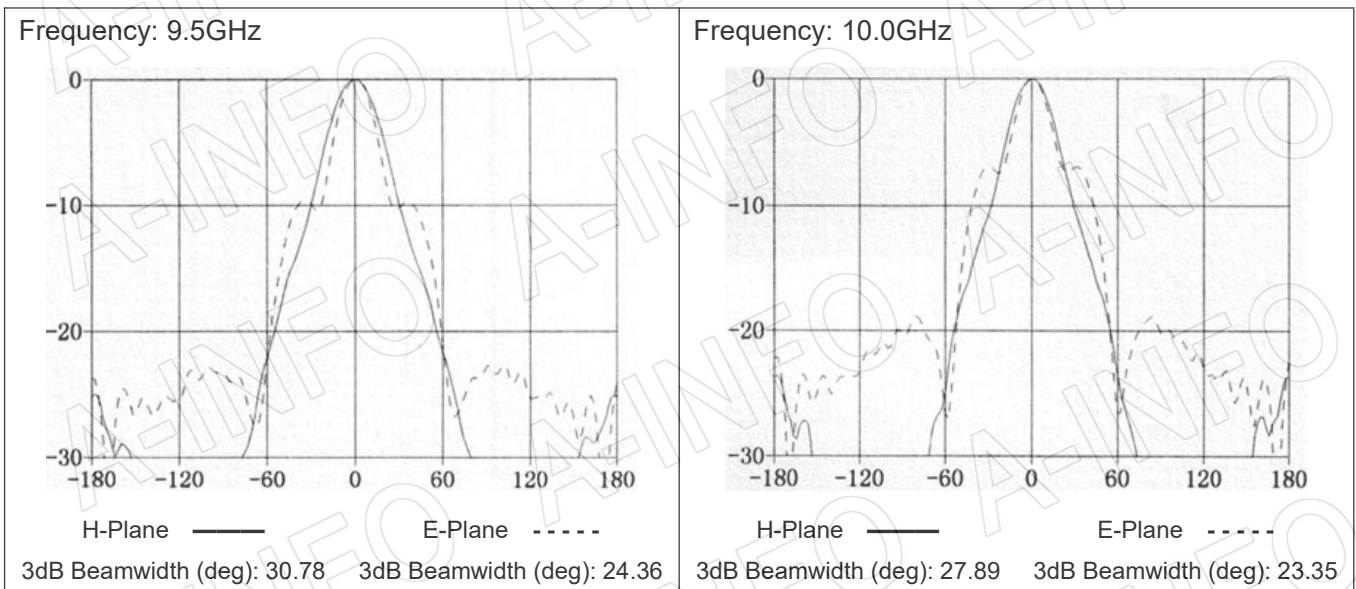 Frequency: 9.5GHz
0
-10
-20
-30
-180 -120 -60 0 60 120 180
H-Plane E-Plane
3dB Beamwidth (deg): 30.78 3dB Beamwidth (deg): 24.36
Frequency: 10.0GHz
0
-10
-20
-30
-180 -120 -60 0 60 120 180
H-Plane E-Plane
3dB Beamwidth (deg): 27.89 3dB Beamwidth (deg): 23.35
A-INFO A-INFO A-INFO